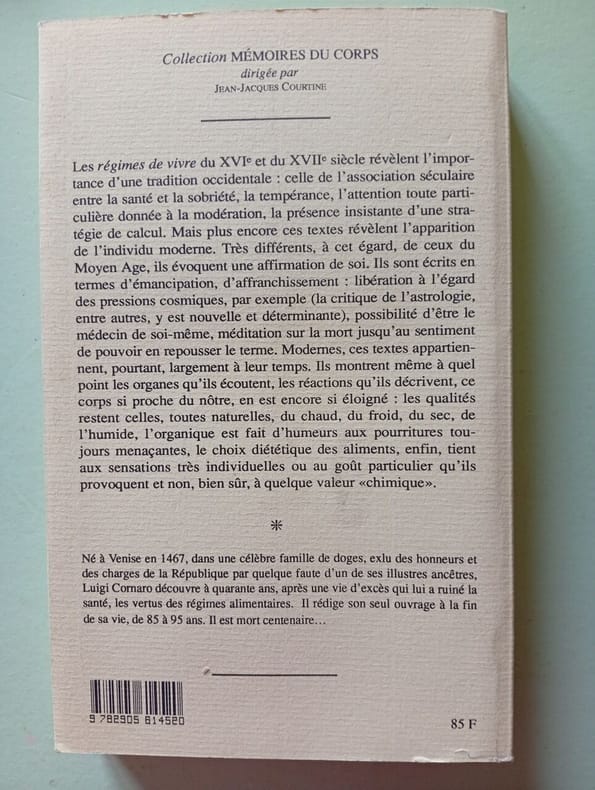 Collection MÉMOIRES DU CORPS
dirigée par
JEAN-JACQUES COURTINE
Les régimes de vivre du XVIe et du XVIIe siècle révèlent l'impor-
tance d'une tradition occidentale : celle de l'association séculaire
entre la santé et la sobriété, la tempérance, l'attention toute parti-
culière donnée à la modération, la présence insistante d'une stra-
tégie de calcul. Mais plus encore ces textes révèlent l'apparition
de l'individu moderne. Très différents, à cet égard, de ceux du
Moyen Age, ils évoquent une affirmation de soi. Ils sont écrits en
termes d'émancipation, d'affranchissement : libération à l'égard
des pressions cosmiques, par exemple (la critique de l'astrologie,
entre autres, y est nouvelle et déterminante), possibilité d'être le
médecin de soi-même, méditation sur la mort jusqu'au sentiment
de pouvoir en repousser le terme. Modernes, ces textes appartien-
nent, pourtant, largement à leur temps. Ils montrent même à quel
point les organes qu'ils écoutent, les réactions qu'ils décrivent, ce
corps si proche du nôtre, en est encore si éloigné : les qualités
restent celles, toutes naturelles, du chaud, du froid, du sec, de
l'humide, l'organique est fait d'humeurs aux pourritures tou-
jours menaçantes, le choix diététique des aliments, enfin, tient
aux sensations très individuelles ou au goût particulier qu'ils
provoquent et non, bien sûr, à quelque valeur «chimique».
Né à Venise en 1467, dans une célèbre famille de doges, exlu des honneurs et
des charges de la République par quelque faute d'un de ses illustres ancêtres,
Luigi Cornaro découvre à quarante ans, après une vie d'excès qui lui a ruiné la
santé, les vertus des régimes alimentaires. Il rédige son seul ouvrage à la fin
de sa vie, de 85 à 95 ans. Il est mort centenaire…
9 782905 614520
85 F